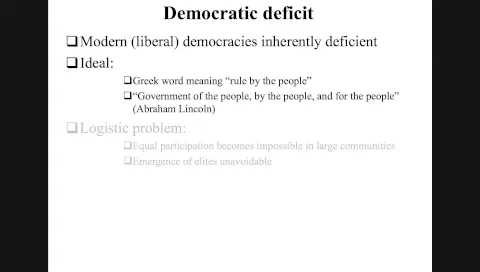 Democratic deficit
❑Modern (liberal) democracies inherently deficient
❑Ideal:
❑Greek word meaning “rule by the people”
❑“Government of the people, by the people, and for the people”
(Abraham Lincoln)
❑Logistic problem:
❑Equal participation becomes impossible in large communities
❑Emergence of elites unavoidable